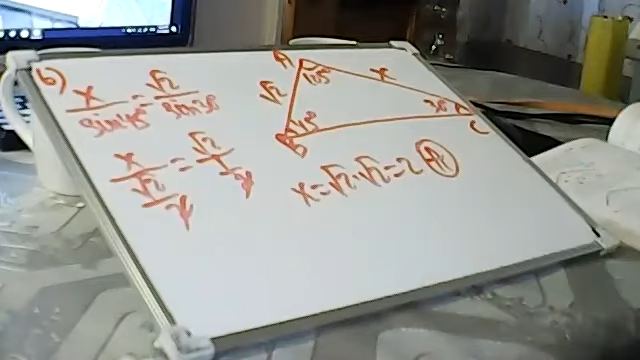 6)
x/sin45° = √2/sin30°
x/(√2/2) = √2/(1/2)
A
105°
x
√2
45°
30°
B
C
x=√2·√2=2 (A)